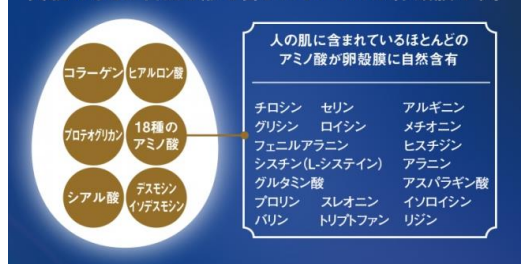 コラーゲン
ヒアルロン酸
プロテオグリカン
18種の
アミノ酸
シアル酸
デスモシン
イソデスモシン
人の肌に含まれているほとんどの
アミノ酸が卵殻膜に自然含有
チロシン セリン アルギニン
グリシン ロイシン メチオニン
フェニルアラニン ヒスチジン
シスチン(L-システイン) アラニン
グルタミン酸 アスパラギン酸
プロリン スレオニン イソロイシン
バリン トリプトファン リジン